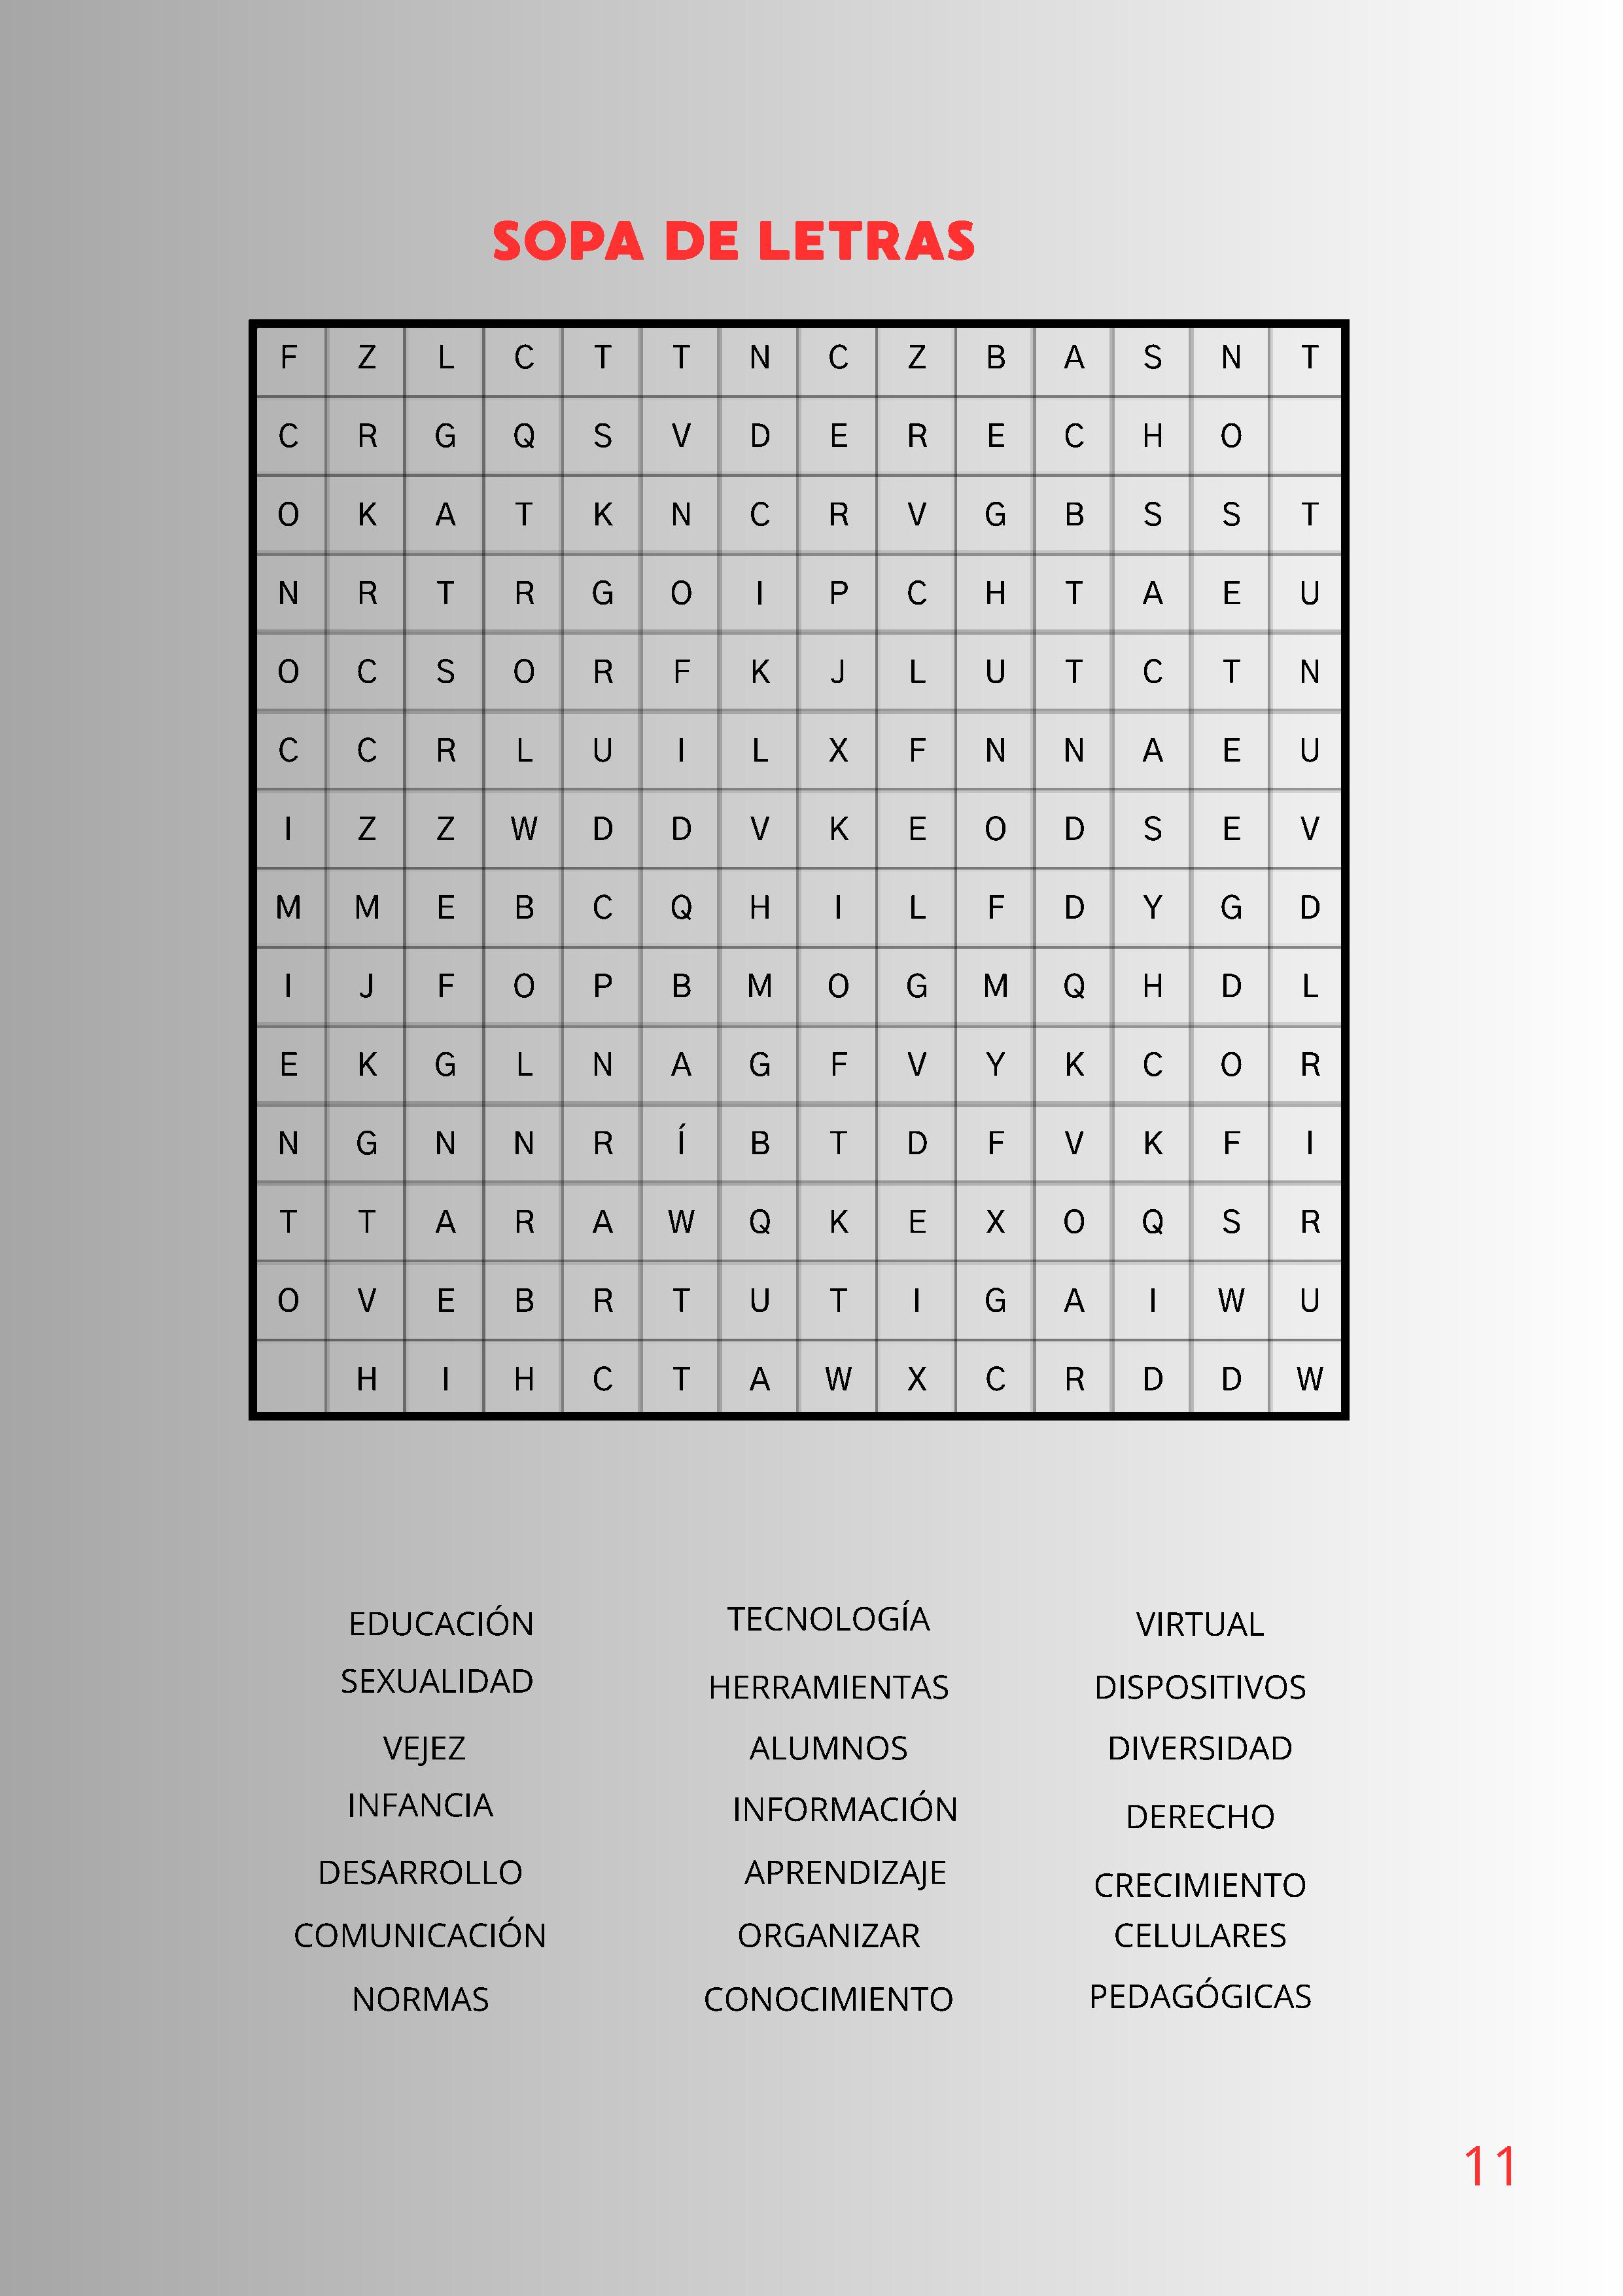 SOPA DE LETRAS
F Z L C T T N C Z B A S N T
C R G Q S V D E R E C H O
O K A T K N C R V G B S S T
N R T R G O I P C H T A E U
O C S O R F K J L U T C T N
C C R L U I L X F N N A E U
I Z Z W D D V K E O D S E V
M M E B C Q H I L F D Y G D
I J F O P B M O G M Q H D L
E K G L N A G F V Y K C O R
N G N N R Í B T D F V K F I
T T A R A W Q K E X O Q S R
O V E B R T U T I G A I W U
H I H C T A W X C R D D W
EDUCACIÓN TECNOLOGÍA VIRTUAL
SEXUALIDAD HERRAMIENTAS DISPOSITIVOS
VEJEZ ALUMNOS DIVERSIDAD
INFANCIA INFORMACIÓN DERECHO
DESARROLLO APRENDIZAJE CRECIMIENTO
COMUNICACIÓN ORGANIZAR CELULARES
NORMAS CONOCIMIENTO PEDAGÓGICAS
11